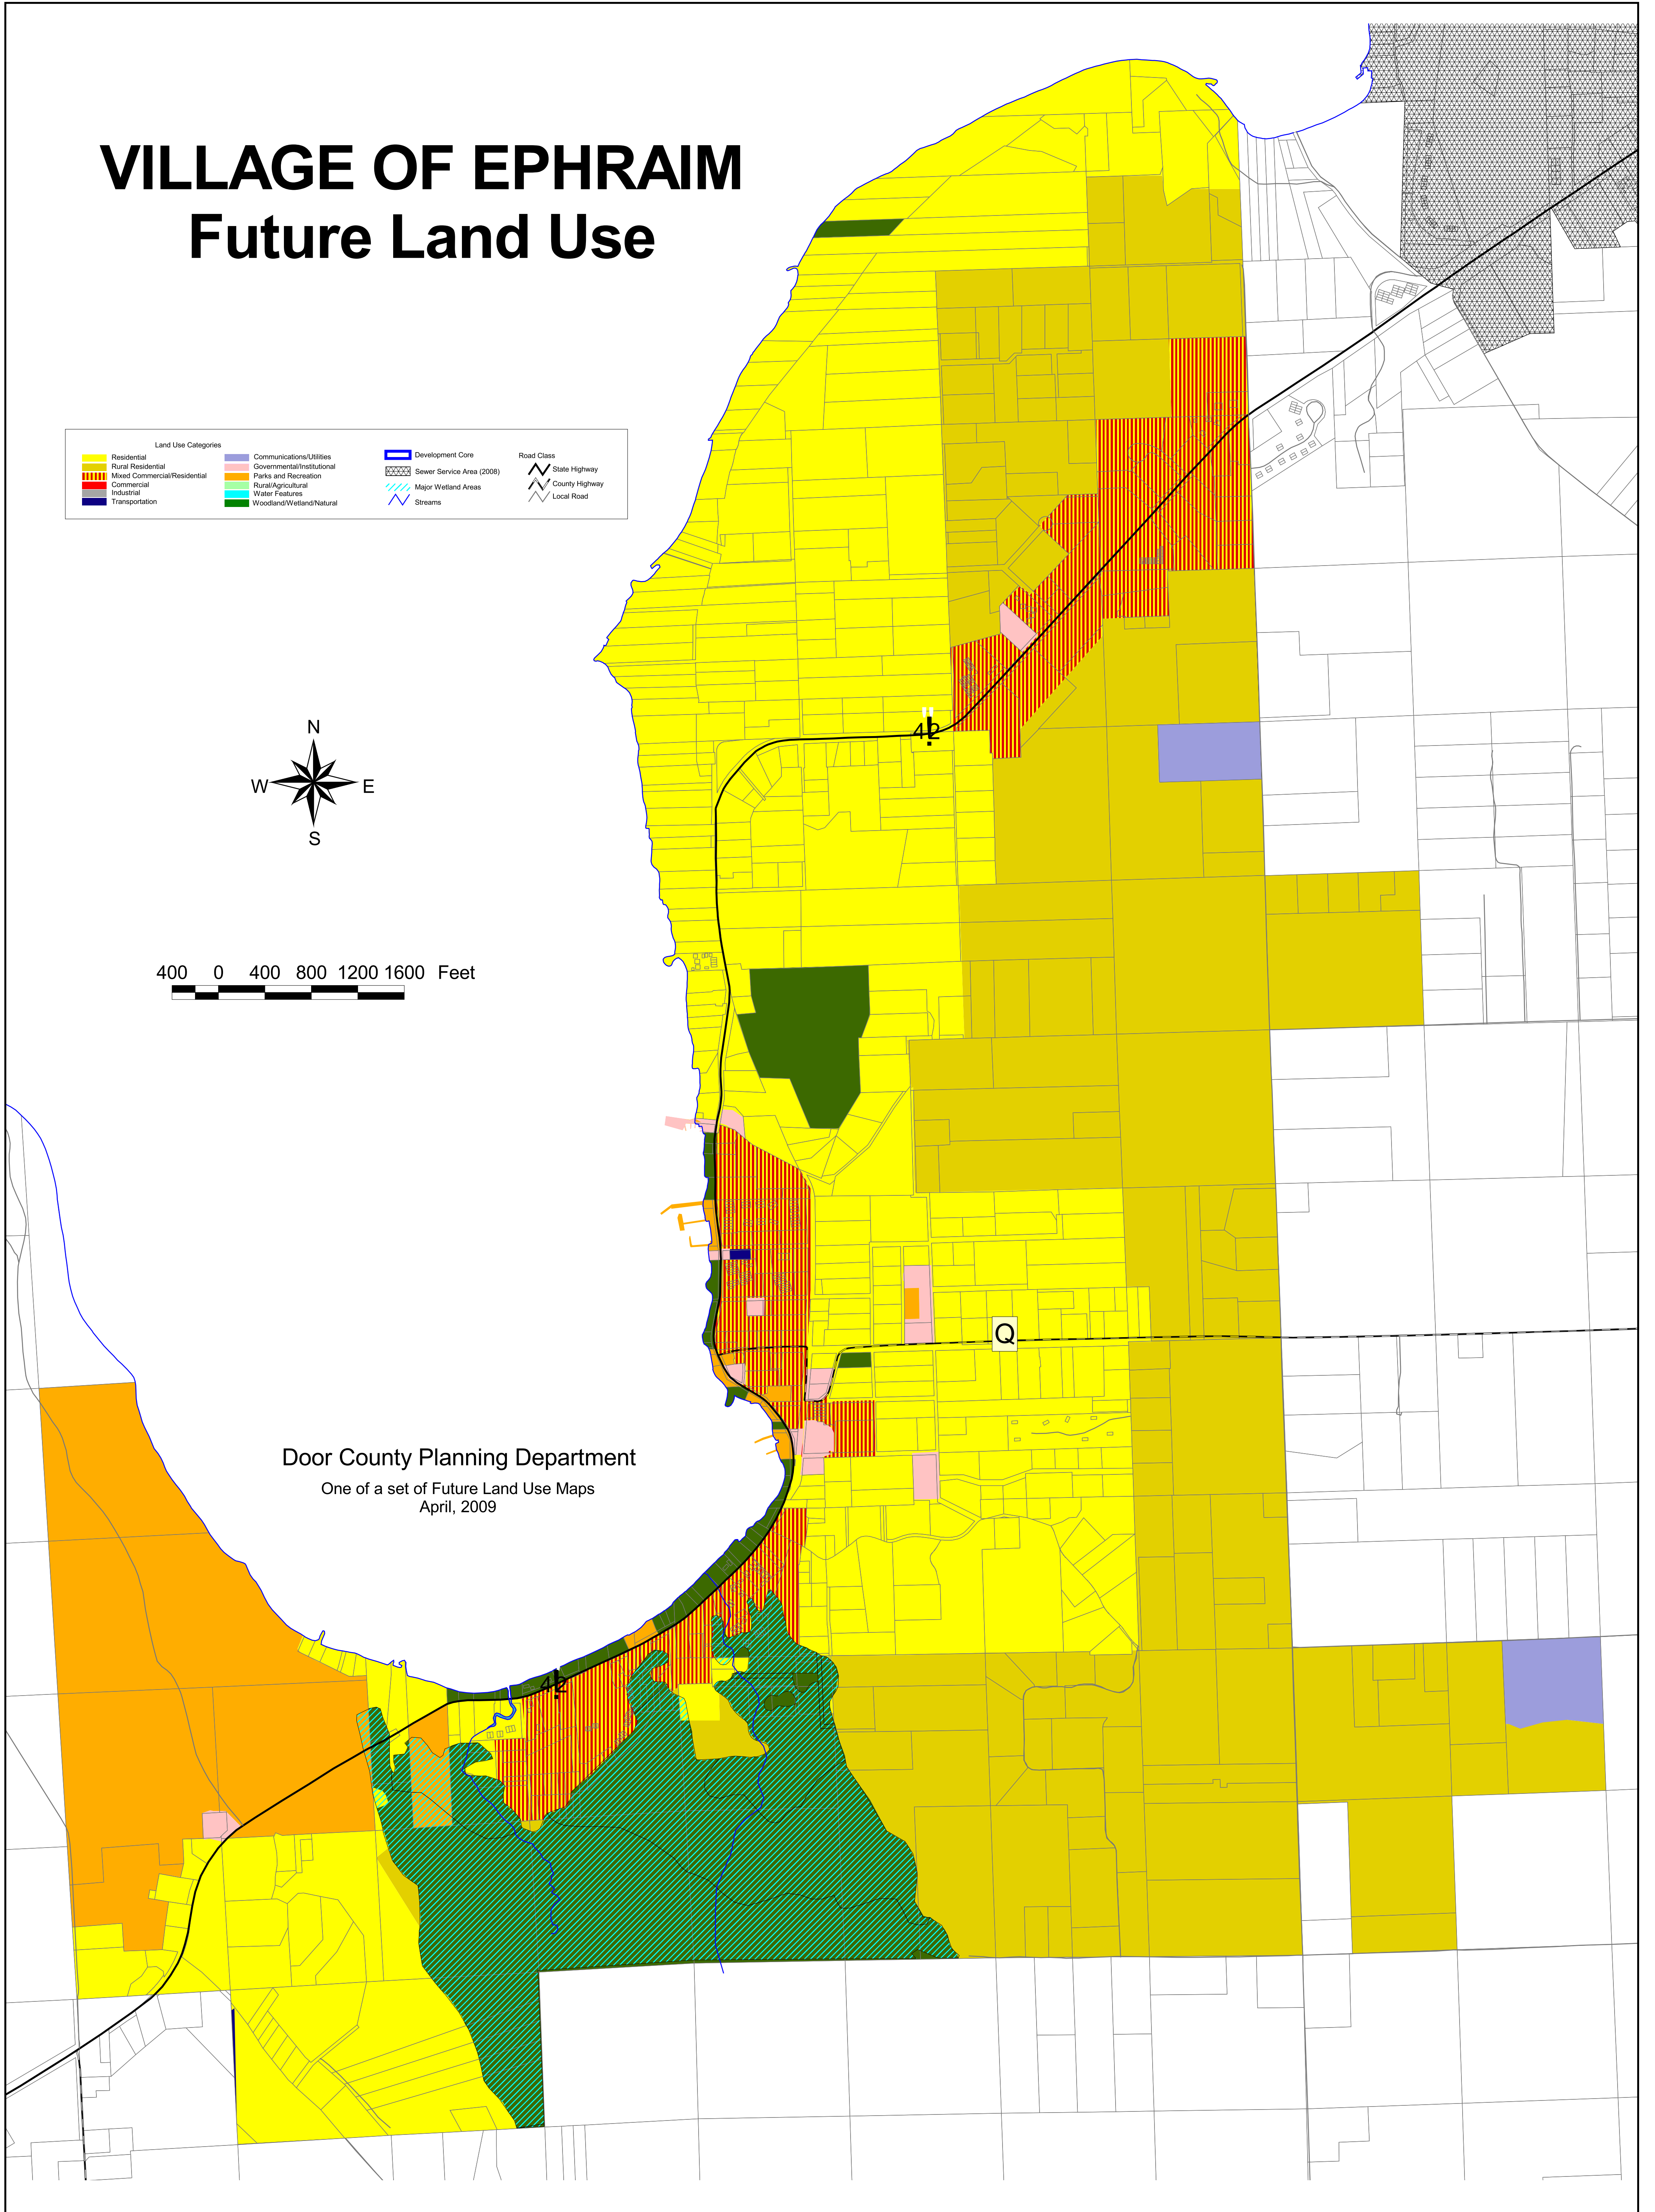 VILLAGE OF EPHRAIM
Future Land Use
Land Use Categories
Residential
Rural Residential
Mixed Commercial/Residential
Commercial
Industrial
Transportation
Communications/Utilities
Governmental/Institutional
Parks and Recreation
Rural/Agricultural
Water Features
Woodland/Wetland/Natural
Development Core
Sewer Service Area (2008)
Major Wetland Areas
Streams
Road Class
State Highway
County Highway
Local Road
N
W E
S
400 0 400 800 1200 1600 Feet
42
Q
Door County Planning Department
One of a set of Future Land Use Maps
April, 2009
42